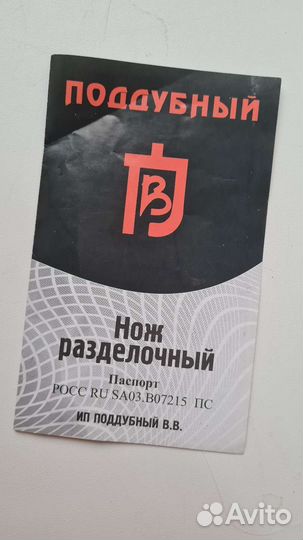 ПОДДУБНЫЙ
Нож
разделочный
Паспорт
РОСС RU SA03.B07215 ПС
ИП ПОДДУБНЫЙ В.В.
Avito